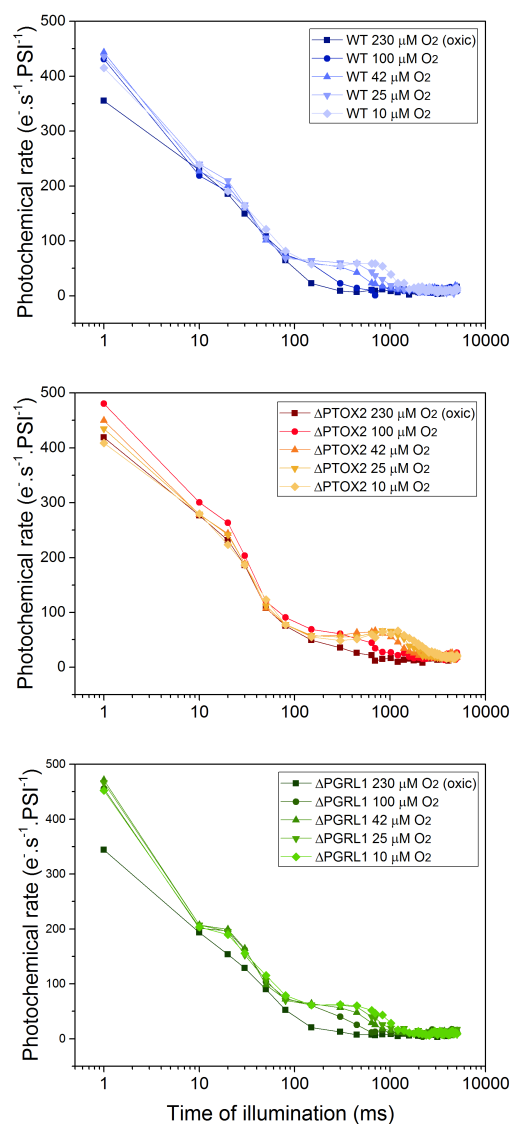 Photochemical rate (e⁻.s⁻¹.PSI⁻¹)
500
400
300
200
100
0
WT 230 μM O₂ (oxic)
WT 100 μM O₂
WT 42 μM O₂
WT 25 μM O₂
WT 10 μM O₂
1 10 100 1000 10000
Photochemical rate (e⁻.s⁻¹.PSI⁻¹)
500
400
300
200
100
0
ΔPTOX2 230 μM O₂ (oxic)
ΔPTOX2 100 μM O₂
ΔPTOX2 42 μM O₂
ΔPTOX2 25 μM O₂
ΔPTOX2 10 μM O₂
1 10 100 1000 10000
Photochemical rate (e⁻.s⁻¹.PSI⁻¹)
500
400
300
200
100
0
ΔPGRL1 230 μM O₂ (oxic)
ΔPGRL1 100 μM O₂
ΔPGRL1 42 μM O₂
ΔPGRL1 25 μM O₂
ΔPGRL1 10 μM O₂
1 10 100 1000 10000
Time of illumination (ms)